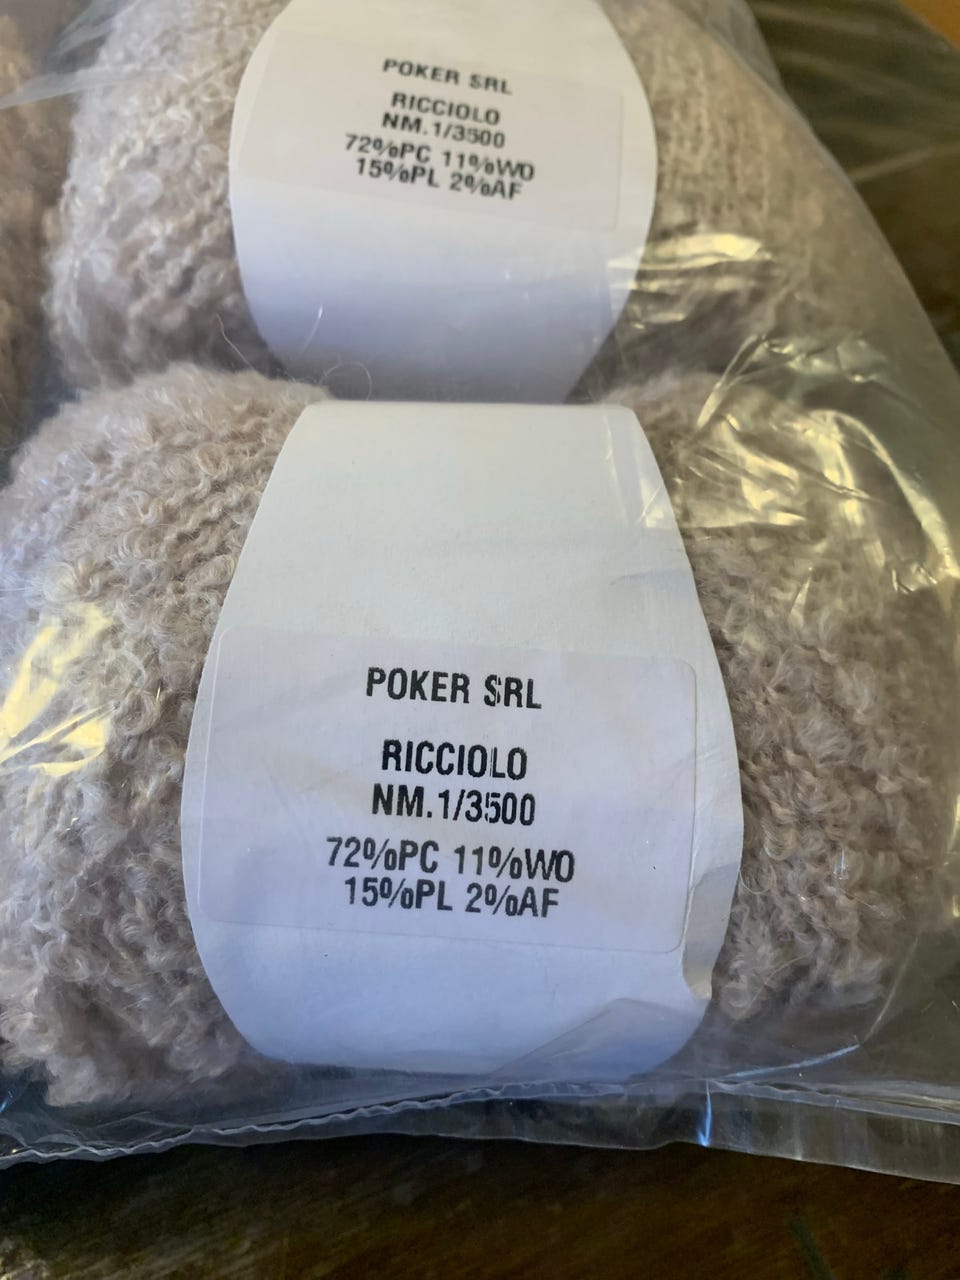 POKER SRL
RICCIOLO
NM.1/3500
72%PC 11%WO
15%PL 2%AF
POKER SRL
RICCIOLO
NM.1/3500
72%PC 11%WO
15%PL 2%AF